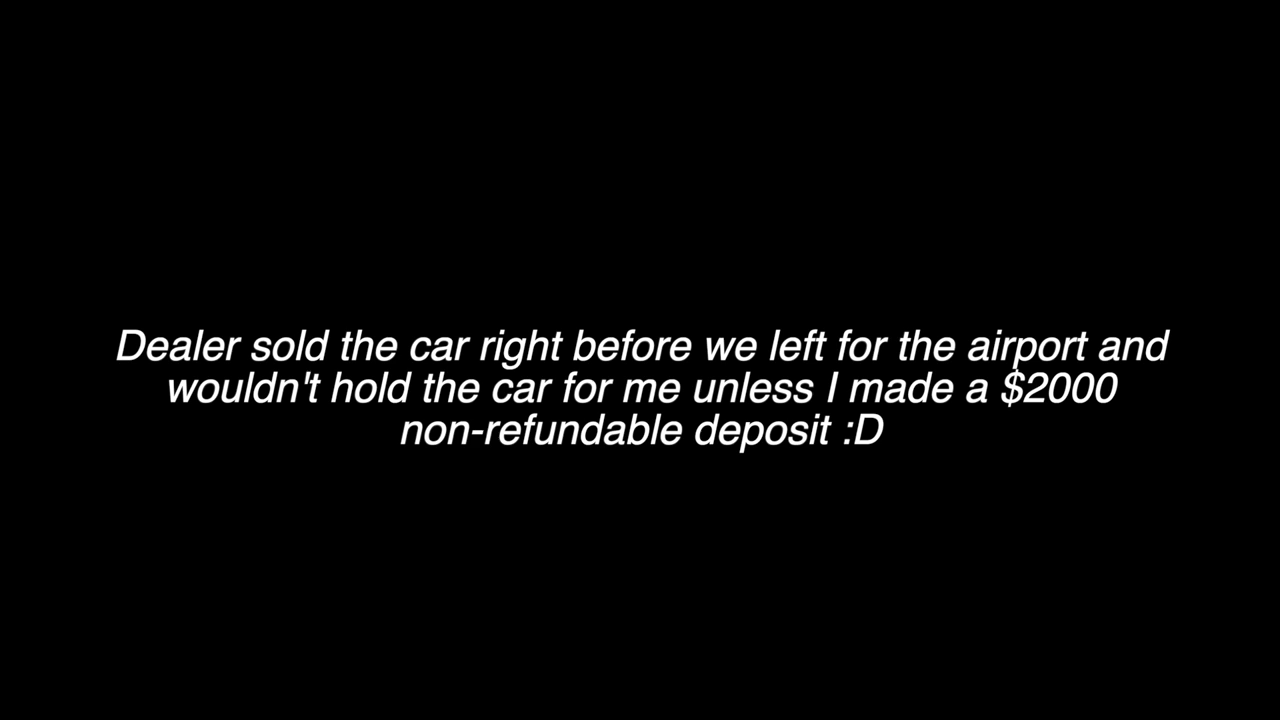 Dealer sold the car right before we left for the airport and
wouldn't hold the car for me unless I made a $2000
non-refundable deposit :D